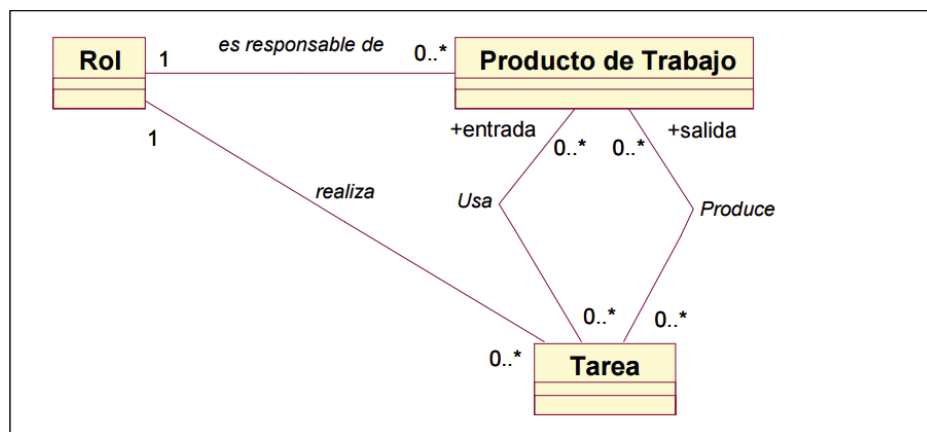 es responsable de
Rol
1
0..*
Producto de Trabajo
+entrada
+salida
1
0..*
0..*
realiza
Usa
Produce
0..*
0..*
0..*
Tarea